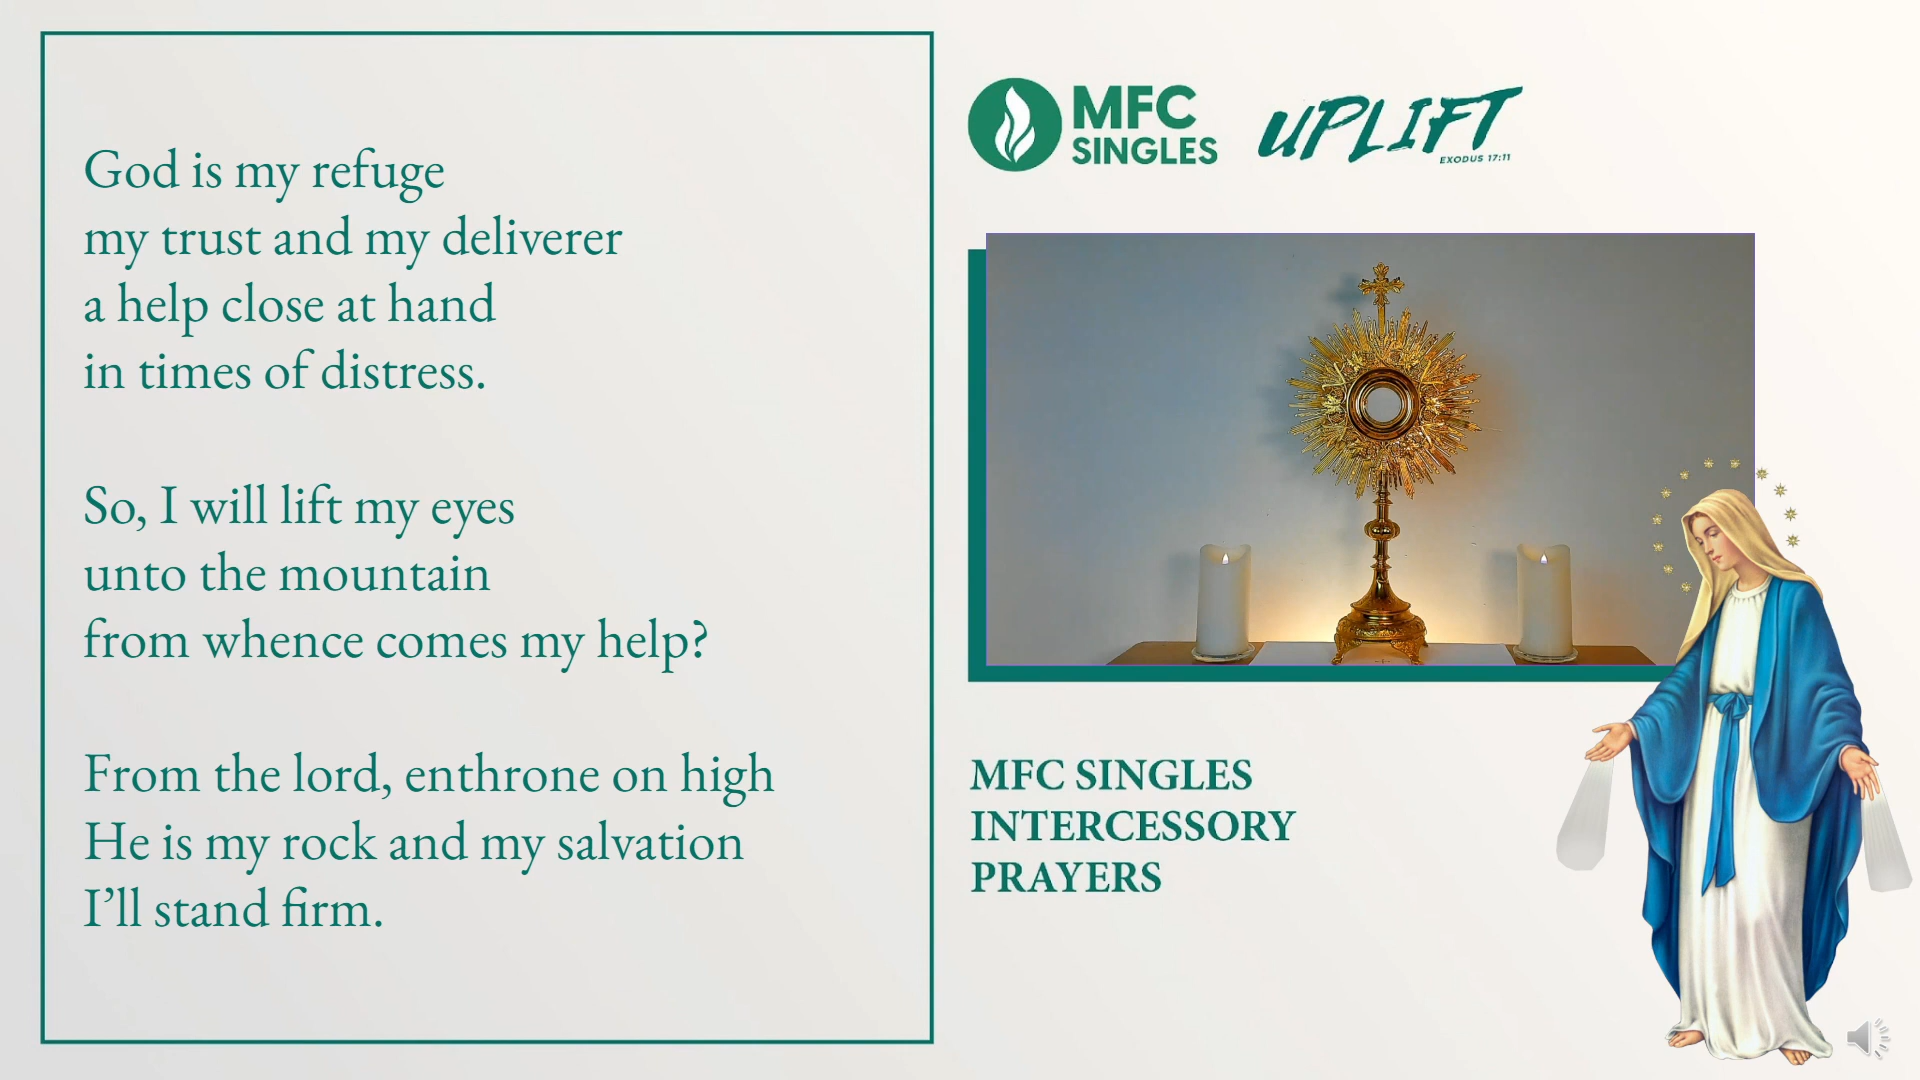 God is my refuge
my trust and my deliverer
a help close at hand
in times of distress.
So, I will lift my eyes
unto the mountain
from whence comes my help?
From the lord, enthrone on high
He is my rock and my salvation
I’ll stand firm.
MFC
SINGLES
UPLIFT
EXODUS 17:11
MFC SINGLES
INTERCESSORY
PRAYERS